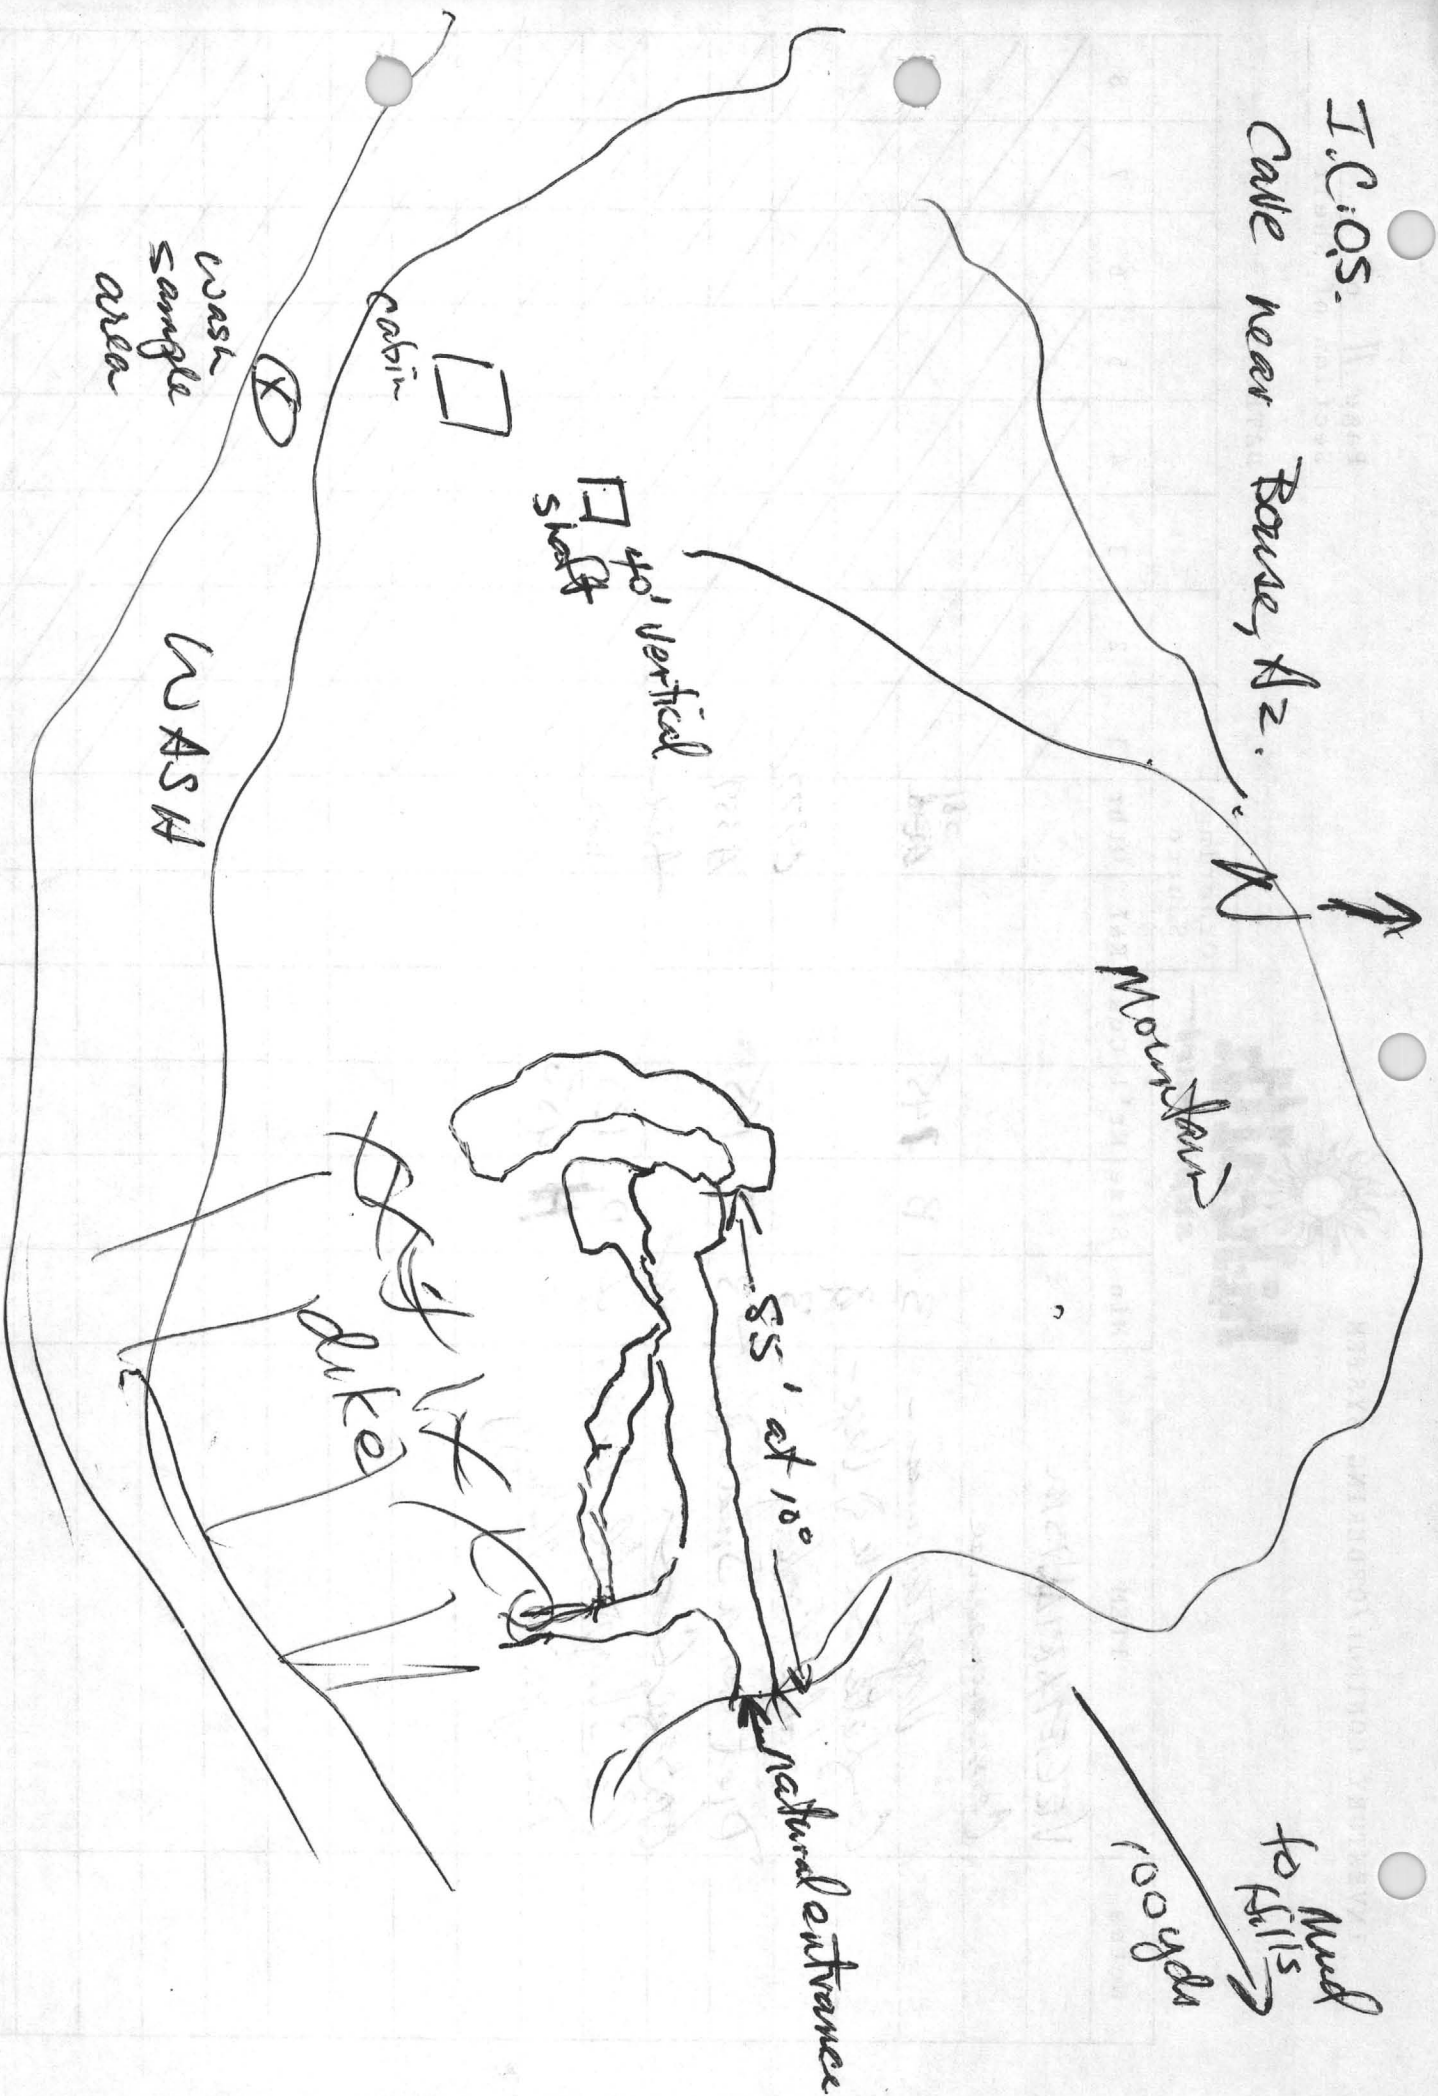 I.C.O.S.
Cave near Bouse, Az.
N
Mountain
to Mud
Hills
100 yds
40' vertical
shaft
cabin
wash
sample
area
X
WASH
85' at 10°
natural entrance
dike